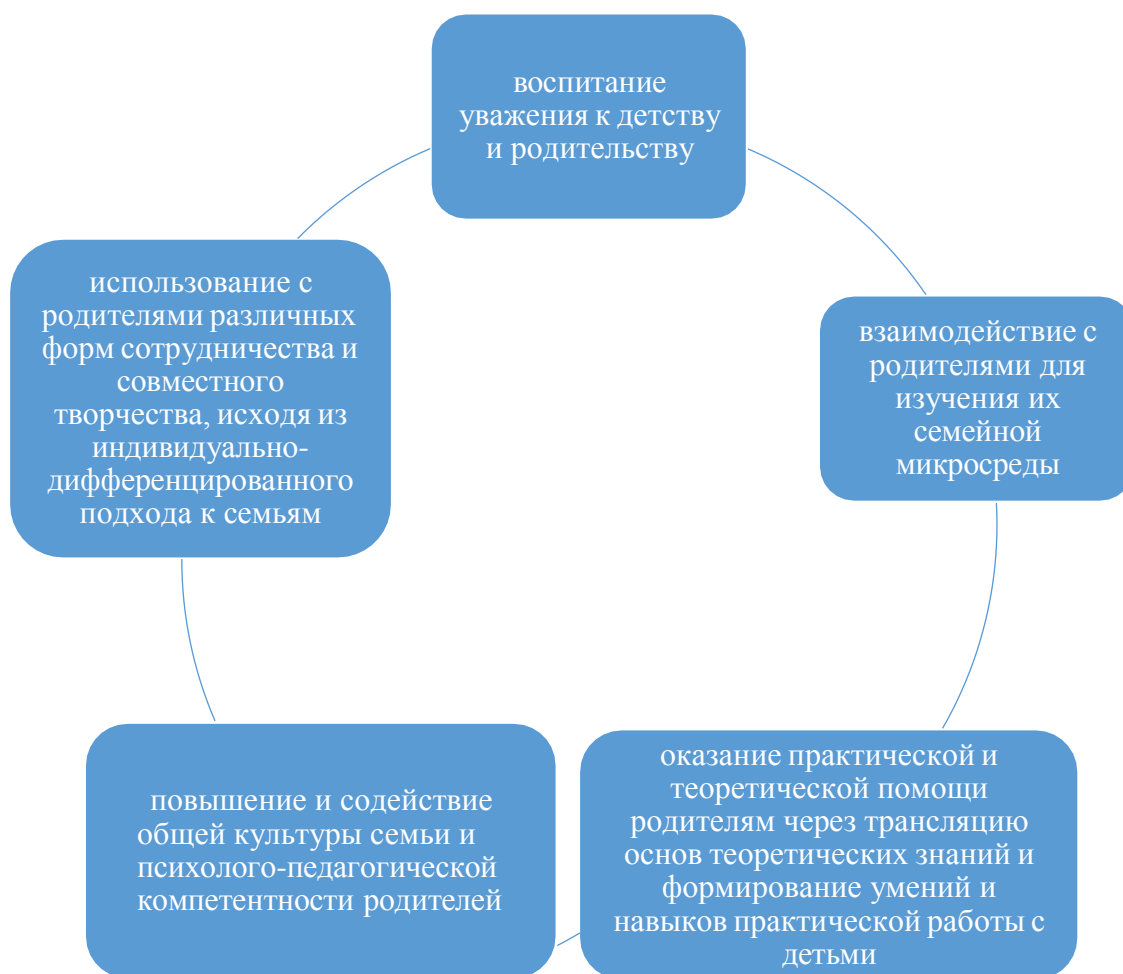 воспитание
уважения к детству
и родительству
взаимодействие с
родителями для
изучения их
семейной
микросреды
оказание практической и
теоретической помощи
родителям через трансляцию
основ теоретических знаний и
формирование умений и
навыков практической работы с
детьми
повышение и содействие
общей культуры семьи и
психолого-педагогической
компетентности родителей
использование с
родителями различных
форм сотрудничества и
совместного
творчества, исходя из
индивидуально-
дифференцированного
подхода к семьям